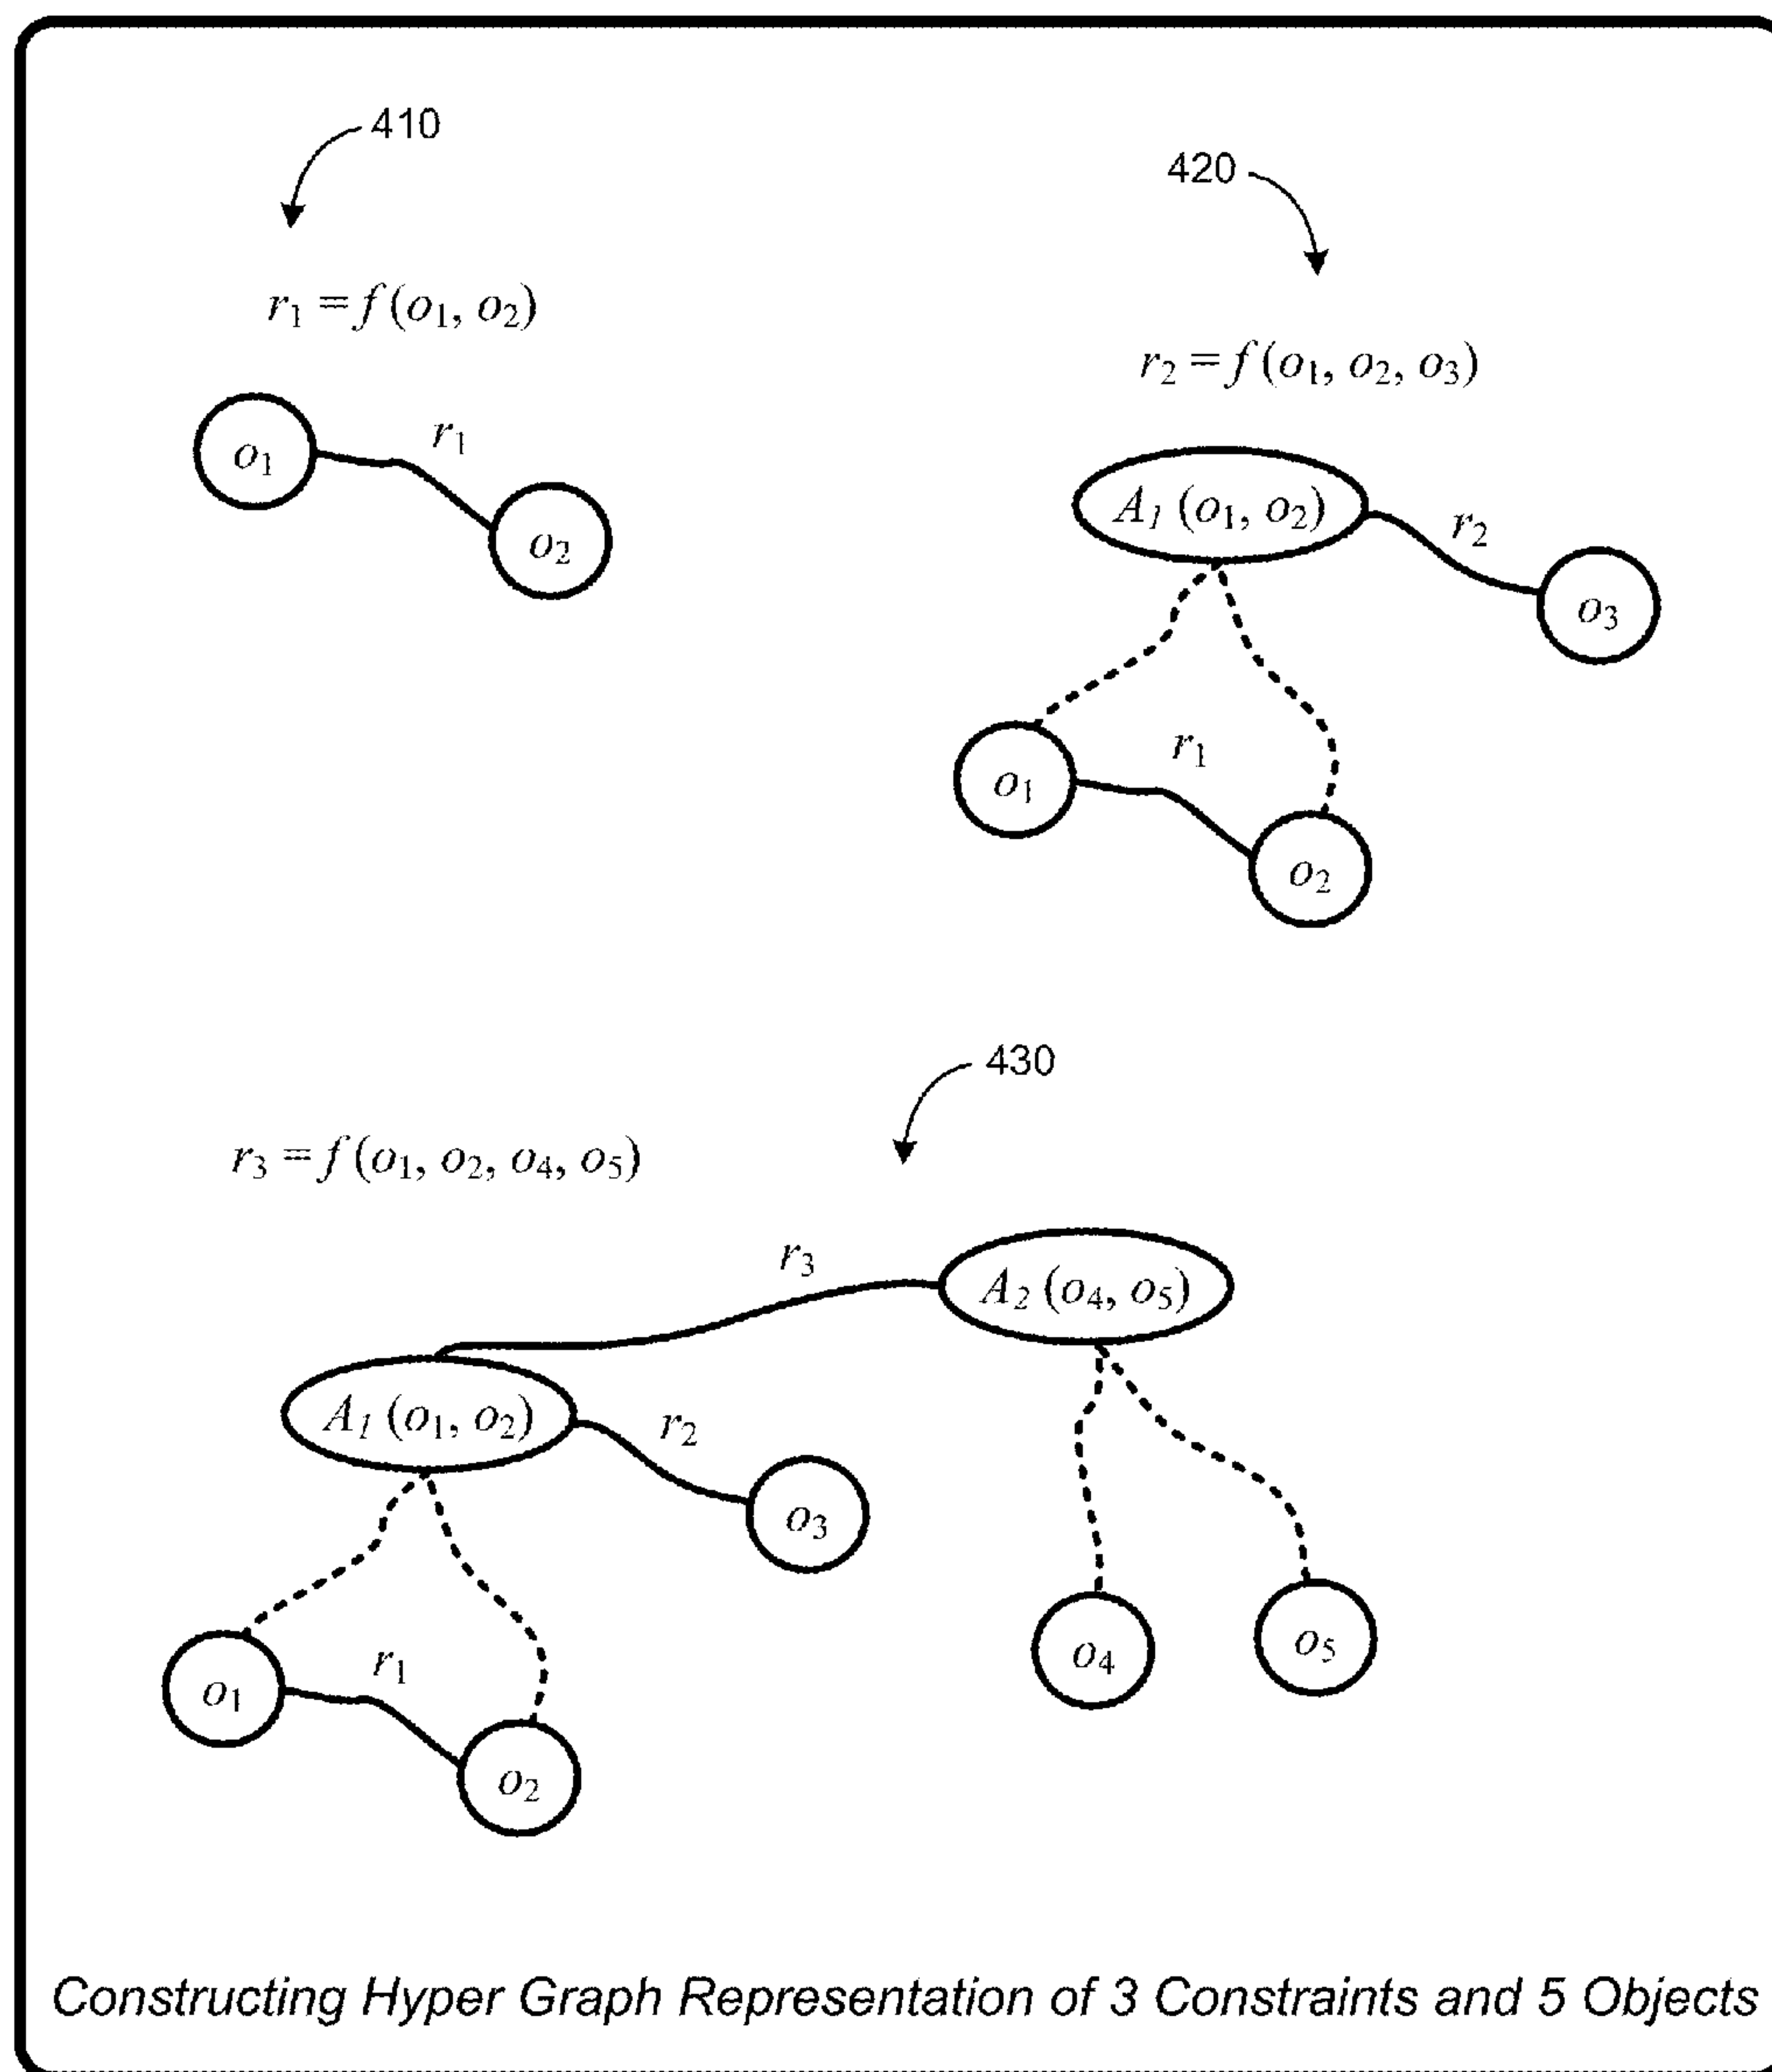 410
r₁ = f(o₁, o₂)
o₁
r₁
o₂
420
r₂ = f(o₁, o₂, o₃)
A₁ (o₁, o₂)
r₂
o₃
o₁
r₁
o₂
430
r₃ = f(o₁, o₂, o₄, o₅)
r₃
A₂ (o₄, o₅)
A₁ (o₁, o₂)
r₂
o₃
o₁
r₁
o₂
o₄
o₅
Constructing Hyper Graph Representation of 3 Constraints and 5 Objects